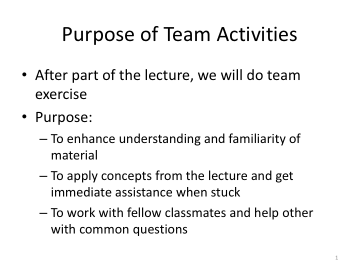 Purpose of Team Activities
• After part of the lecture, we will do team
exercise
• Purpose:
– To enhance understanding and familiarity of
material
– To apply concepts from the lecture and get
immediate assistance when stuck
– To work with fellow classmates and help other
with common questions